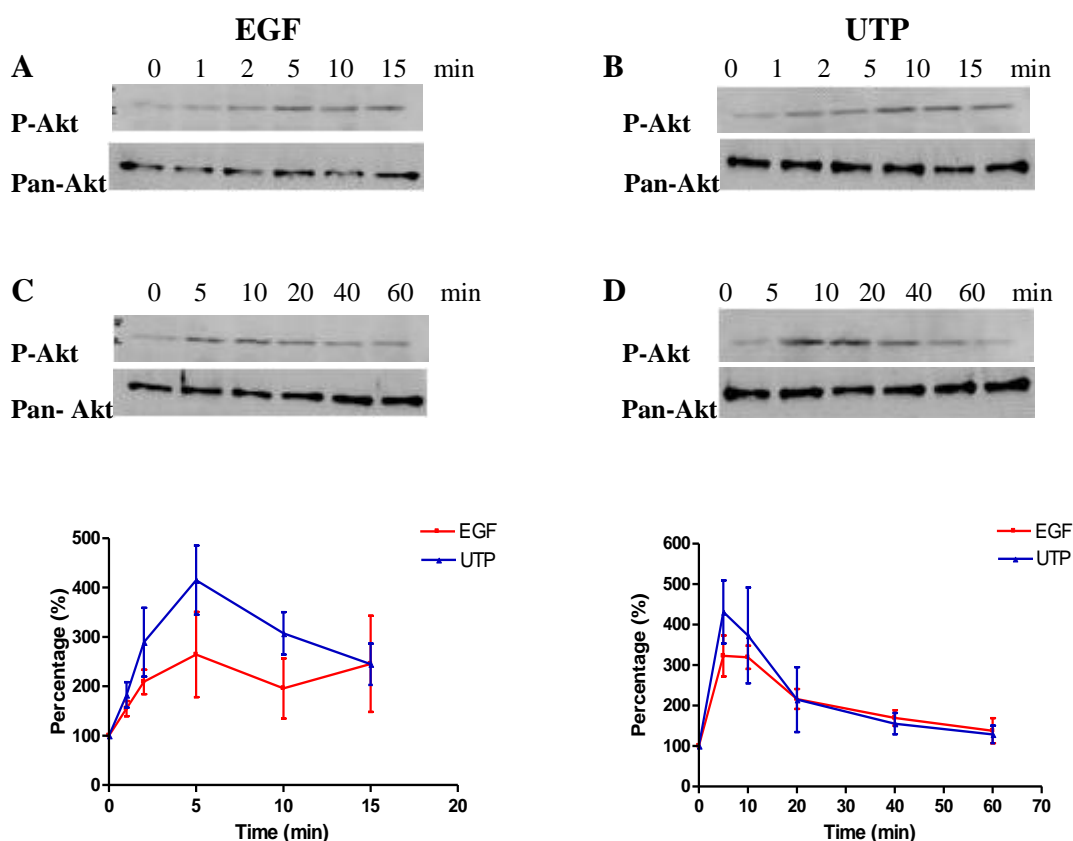 EGF
UTP
A 0 1 2 5 10 15 min
B 0 1 2 5 10 15 min
P-Akt
P-Akt
Pan-Akt
Pan-Akt
C 0 5 10 20 40 60 min
D 0 5 10 20 40 60 min
P-Akt
P-Akt
Pan- Akt
Pan-Akt
EGF
UTP
500
400
300
200
100
0
Percentage (%)
0 5 10 15 20
Time (min)
EGF
UTP
600
500
400
300
200
100
0
Percentage (%)
0 10 20 30 40 50 60 70
Time (min)